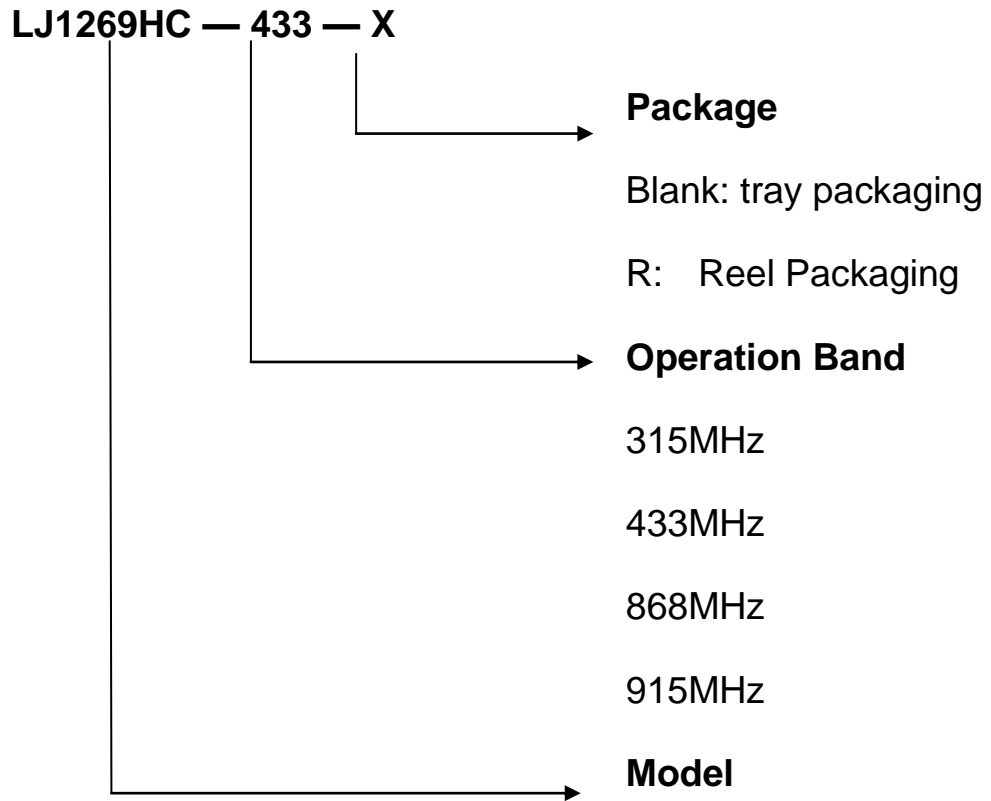 LJ1269HC — 433 — X
Package
Blank: tray packaging
R: Reel Packaging
Operation Band
315MHz
433MHz
868MHz
915MHz
Model